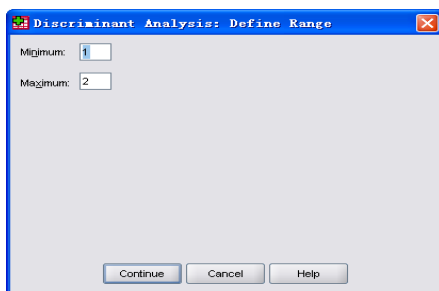 Discriminant Analysis: Define Range
Minimum: 1
Maximum: 2
Continue Cancel Help